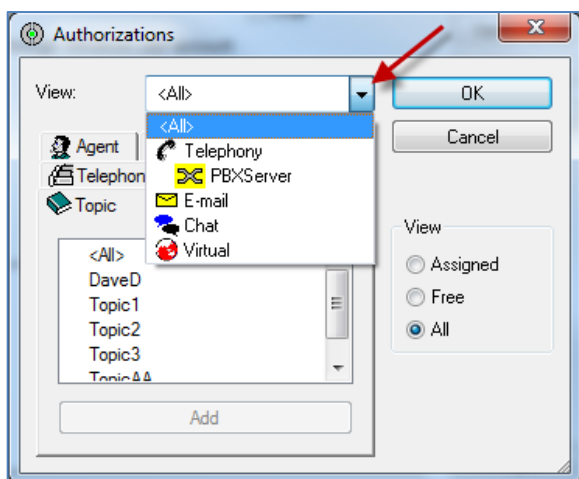 Authorizations
View:
<All>
OK
<All>
Telephony
PBXServer
E-mail
Chat
Virtual
Cancel
Agent
Telephon
Topic
<All>
DaveD
Topic1
Topic2
Topic3
TopicAA
Add
View
Assigned
Free
All